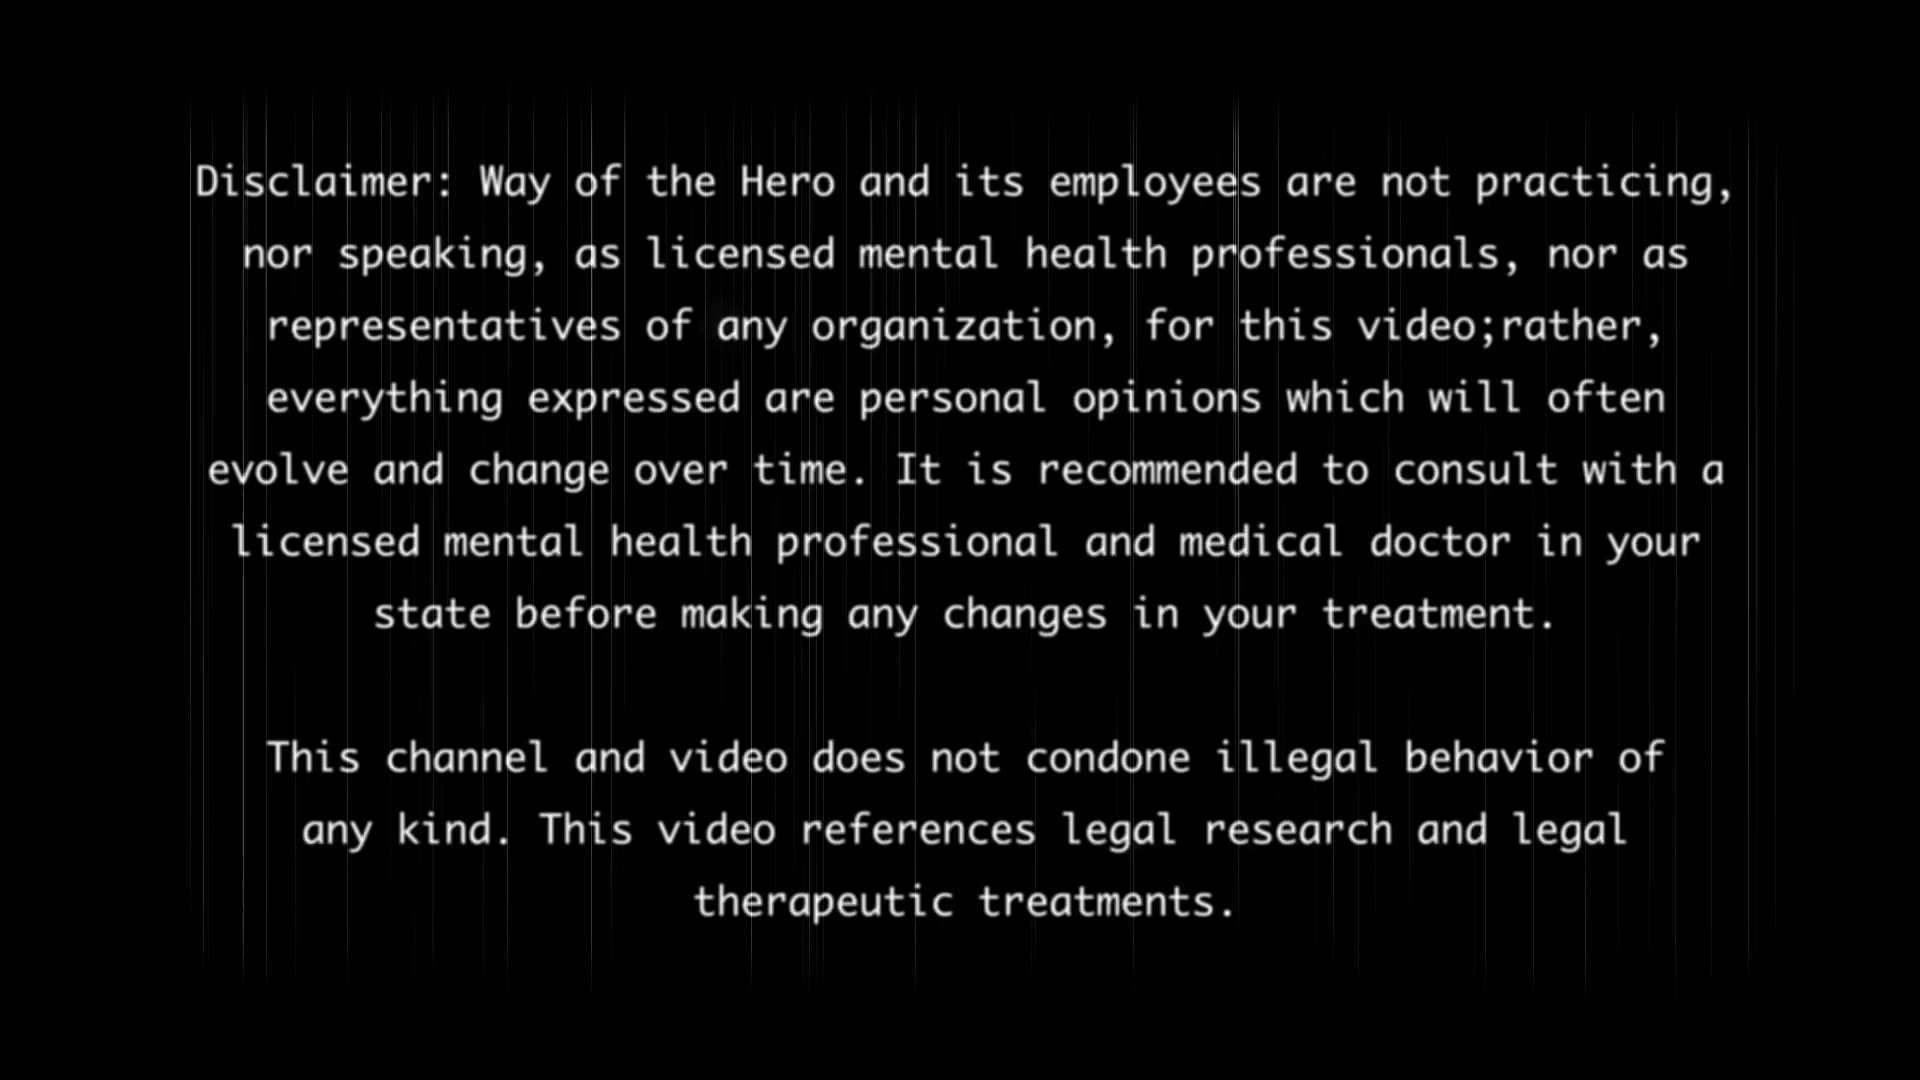 Disclaimer: Way of the Hero and its employees are not practicing,
nor speaking, as licensed mental health professionals, nor as
representatives of any organization, for this video;rather,
everything expressed are personal opinions which will often
evolve and change over time. It is recommended to consult with a
licensed mental health professional and medical doctor in your
state before making any changes in your treatment.
This channel and video does not condone illegal behavior of
any kind. This video references legal research and legal
therapeutic treatments.